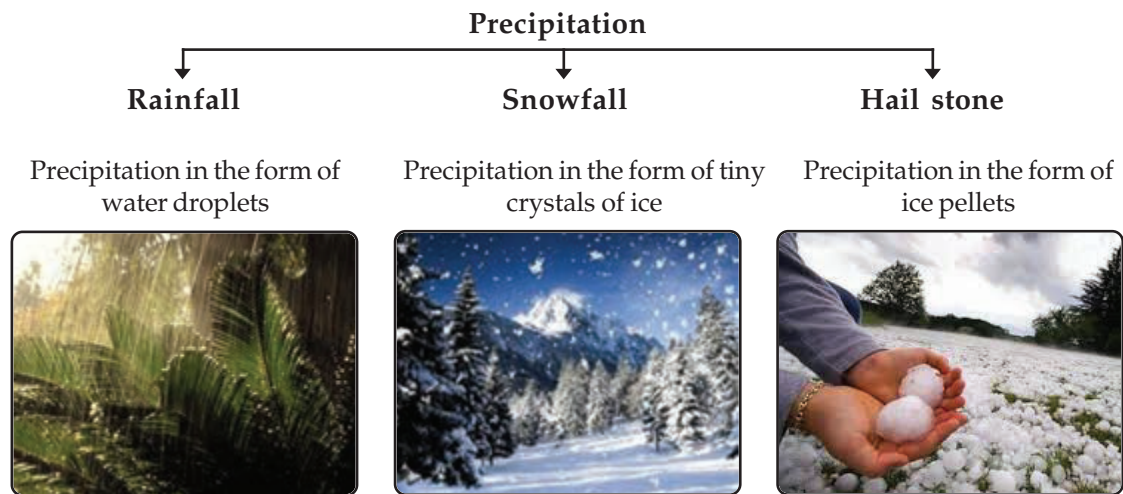 Precipitation
Rainfall
Snowfall
Hail stone
Precipitation in the form of
water droplets
Precipitation in the form of tiny
crystals of ice
Precipitation in the form of
ice pellets